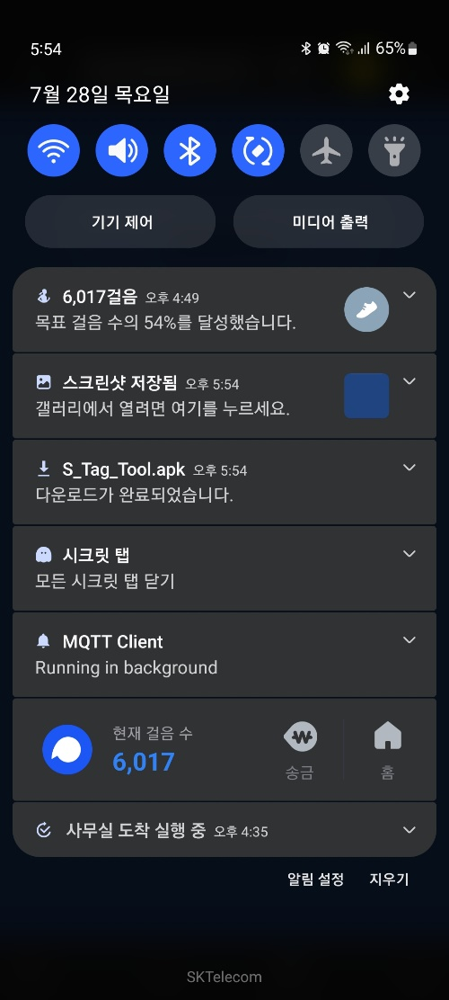 5:54 65%
7월 28일 목요일
기기 제어 미디어 출력
6,017걸음 오후 4:49
목표 걸음 수의 54%를 달성했습니다.
스크린샷 저장됨 오후 5:54
갤러리에서 열려면 여기를 누르세요.
S_Tag_Tool.apk 오후 5:54
다운로드가 완료되었습니다.
시크릿 탭
모든 시크릿 탭 닫기
MQTT Client
Running in background
현재 걸음 수
6,017
송금 홈
사무실 도착 실행 중 오후 4:35
알림 설정 지우기
SKTelecom